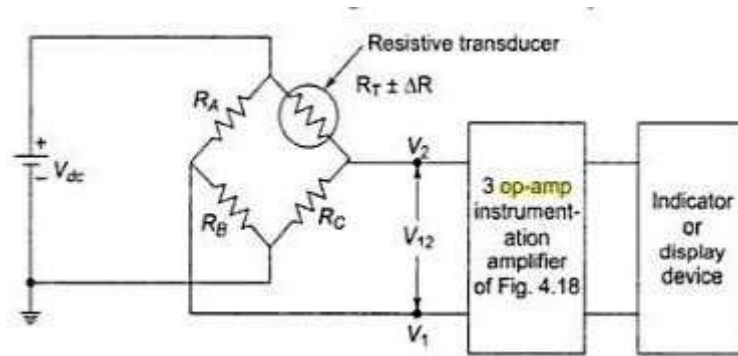 Resistive transducer
R_T ± ΔR
R_A
+
V_dc
−
R_B
R_C
V_2
V_12
V_1
3 op-amp
instrument-
ation
amplifier
of Fig. 4.18
Indicator
or
display
device